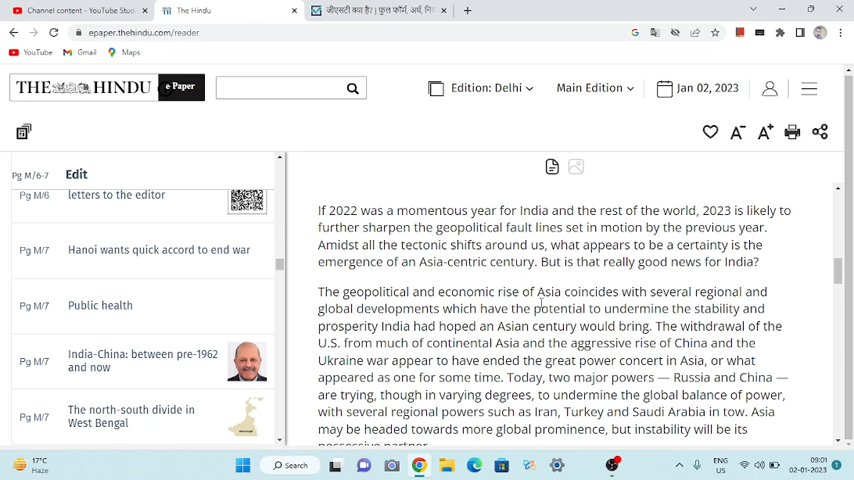 Channel content - YouTube Stud
The Hindu
जीएसटी क्या है? | फुल फॉर्म, अर्थ, निय
epaper.thehindu.com/reader
YouTube
Gmail
Maps
THE HINDU
e Paper
Edition: Delhi
Main Edition
Jan 02, 2023
A-
A+
Pg M/6-7
Edit
Pg M/6
letters to the editor
Pg M/7
Hanoi wants quick accord to end war
Pg M/7
Public health
Pg M/7
India-China: between pre-1962
and now
Pg M/7
The north-south divide in
West Bengal
If 2022 was a momentous year for India and the rest of the world, 2023 is likely to
further sharpen the geopolitical fault lines set in motion by the previous year.
Amidst all the tectonic shifts around us, what appears to be a certainty is the
emergence of an Asia-centric century. But is that really good news for India?
The geopolitical and economic rise of Asia coincides with several regional and
global developments which have the potential to undermine the stability and
prosperity India had hoped an Asian century would bring. The withdrawal of the
U.S. from much of continental Asia and the aggressive rise of China and the
Ukraine war appear to have ended the great power concert in Asia, or what
appeared as one for some time. Today, two major powers — Russia and China —
are trying, though in varying degrees, to undermine the global balance of power,
with several regional powers such as Iran, Turkey and Saudi Arabia in tow. Asia
may be headed towards more global prominence, but instability will be its
possessive partner.
17°C
Haze
Search
ENG
US
09:01
02-01-2023